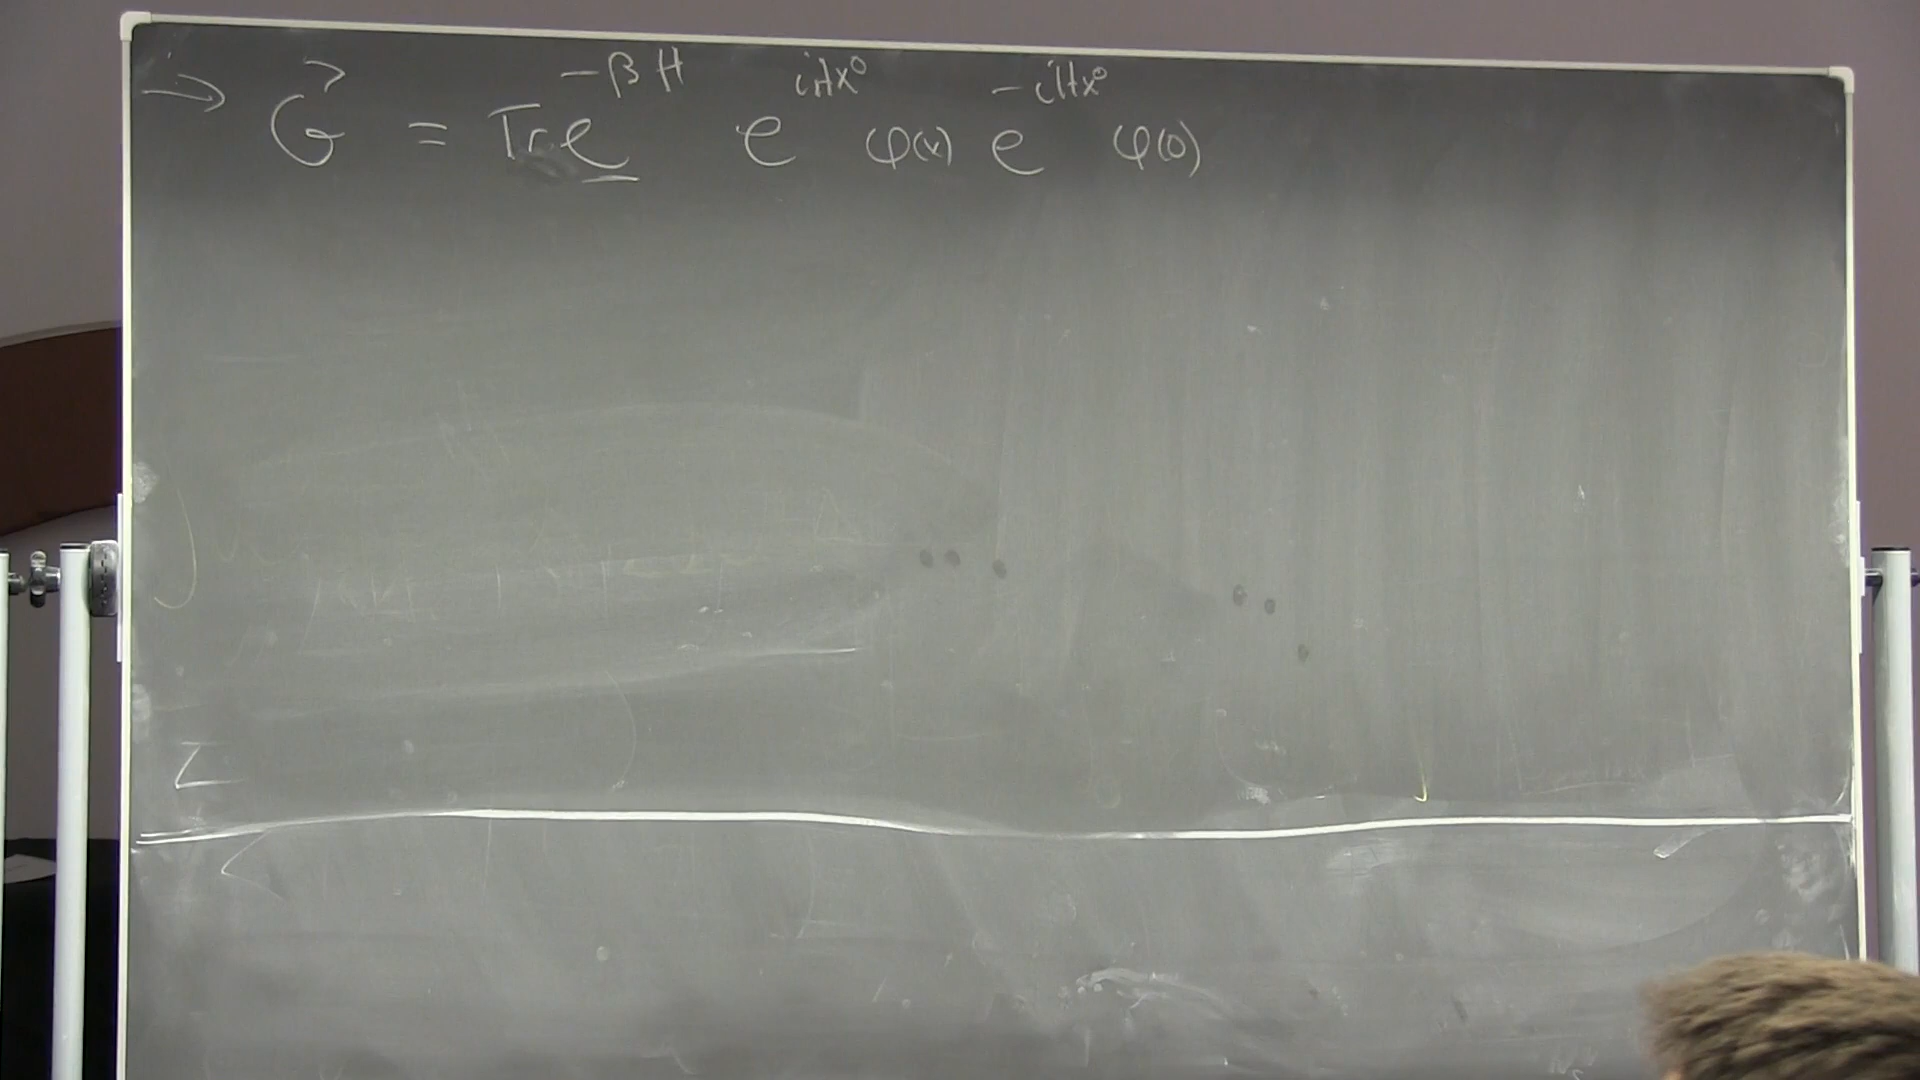 ⇒ G^> = Tr e^{-βH} e^{iHx⁰} φ(x) e^{-iHx⁰} φ(0)